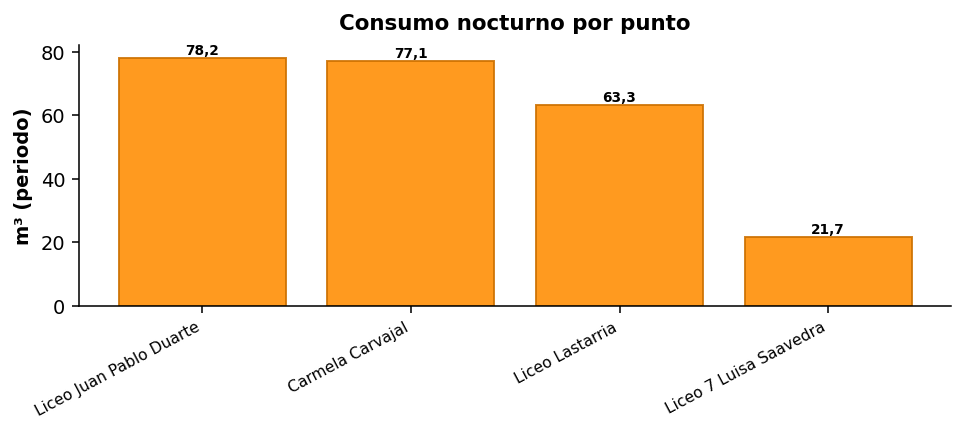 Consumo nocturno por punto
m³ (periodo)
80
60
40
20
0
78,2
77,1
63,3
21,7
Liceo Juan Pablo Duarte
Carmela Carvajal
Liceo Lastarria
Liceo 7 Luisa Saavedra